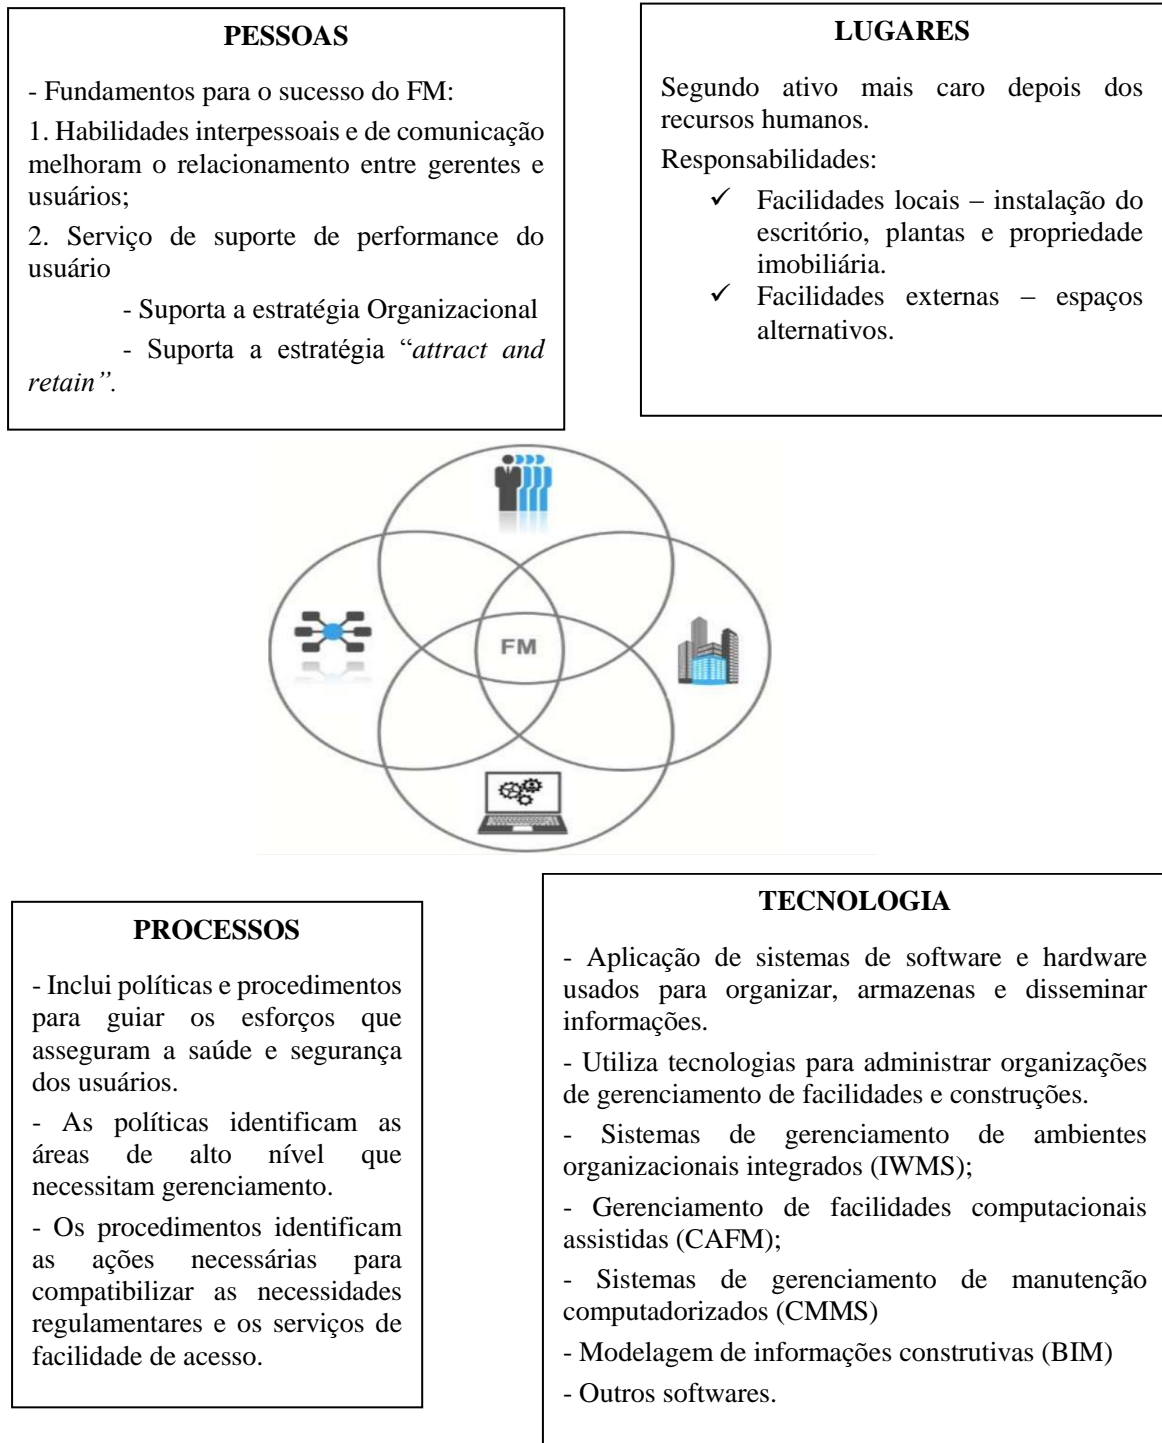 PESSOAS
- Fundamentos para o sucesso do FM:
1. Habilidades interpessoais e de comunicação
melhoram o relacionamento entre gerentes e
usuários;
2. Serviço de suporte de performance do
usuário
- Suporta a estratégia Organizacional
- Suporta a estratégia “attract and
retain”.
LUGARES
Segundo ativo mais caro depois dos
recursos humanos.
Responsabilidades:
✓ Facilidades locais – instalação do
escritório, plantas e propriedade
imobiliária.
✓ Facilidades externas – espaços
alternativos.
FM
PROCESSOS
- Inclui políticas e procedimentos
para guiar os esforços que
asseguram a saúde e segurança
dos usuários.
- As políticas identificam as
áreas de alto nível que
necessitam gerenciamento.
- Os procedimentos identificam
as ações necessárias para
compatibilizar as necessidades
regulamentares e os serviços de
facilidade de acesso.
TECNOLOGIA
- Aplicação de sistemas de software e hardware
usados para organizar, armazenas e disseminar
informações.
- Utiliza tecnologias para administrar organizações
de gerenciamento de facilidades e construções.
- Sistemas de gerenciamento de ambientes
organizacionais integrados (IWMS);
- Gerenciamento de facilidades computacionais
assistidas (CAFM);
- Sistemas de gerenciamento de manutenção
computadorizados (CMMS)
- Modelagem de informações construtivas (BIM)
- Outros softwares.